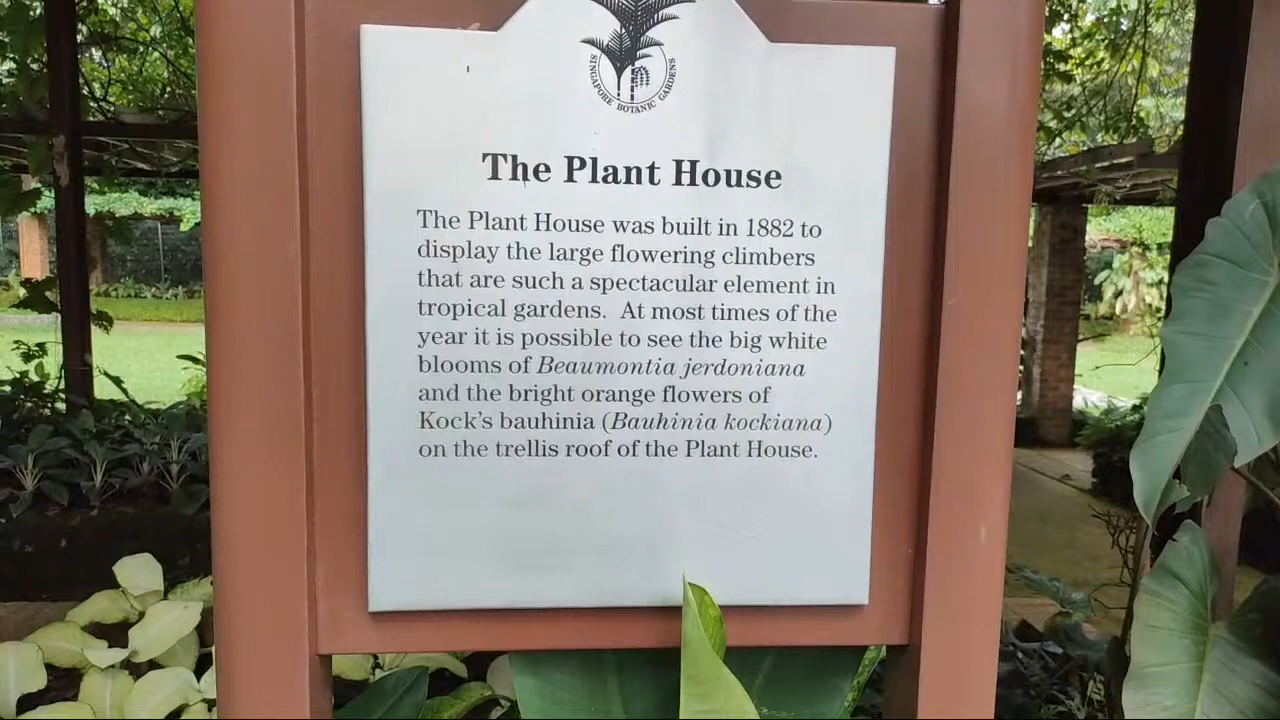 SINGAPORE BOTANIC GARDENS
The Plant House
The Plant House was built in 1882 to
display the large flowering climbers
that are such a spectacular element in
tropical gardens. At most times of the
year it is possible to see the big white
blooms of Beaumontia jerdoniana
and the bright orange flowers of
Kock's bauhinia (Bauhinia kockiana)
on the trellis roof of the Plant House.